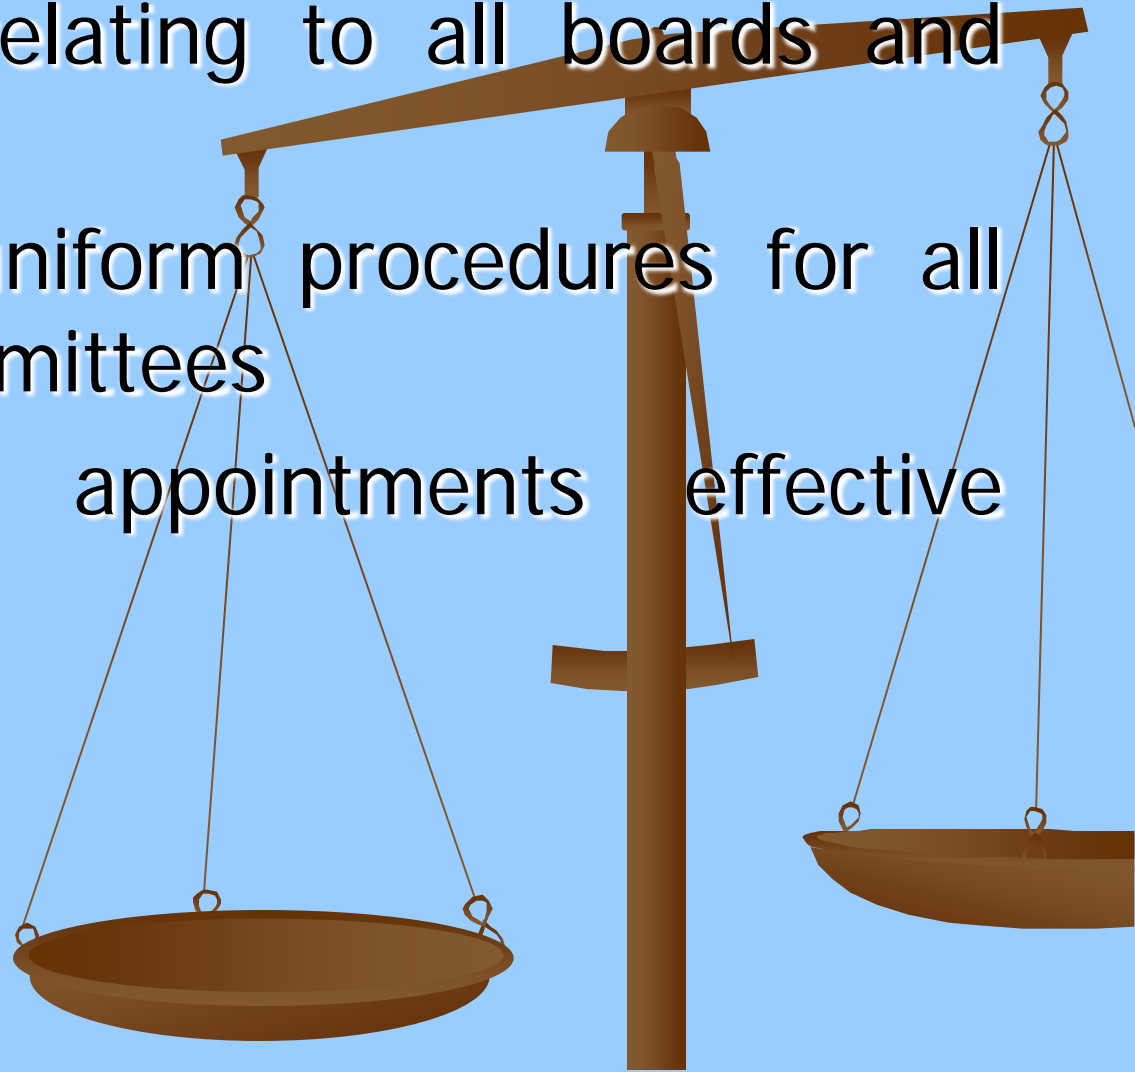 elating to all boards and
niform procedures for all
mittees
appointments effective